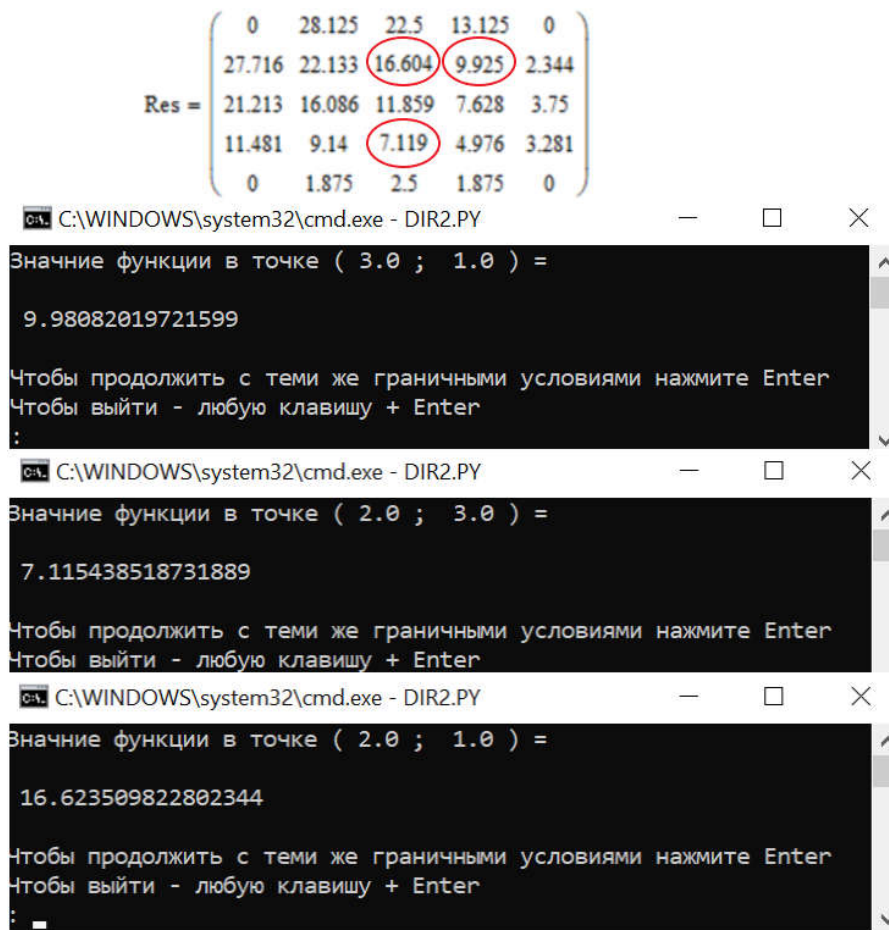 0 28.125 22.5 13.125 0
27.716 22.133 16.604 9.925 2.344
Res = 21.213 16.086 11.859 7.628 3.75
11.481 9.14 7.119 4.976 3.281
0 1.875 2.5 1.875 0
C:\WINDOWS\system32\cmd.exe - DIR2.PY
Значние функции в точке ( 3.0 ; 1.0 ) =
9.98082019721599
Чтобы продолжить с теми же граничными условиями нажмите Enter
Чтобы выйти - любую клавишу + Enter
:
C:\WINDOWS\system32\cmd.exe - DIR2.PY
Значние функции в точке ( 2.0 ; 3.0 ) =
7.115438518731889
Чтобы продолжить с теми же граничными условиями нажмите Enter
Чтобы выйти - любую клавишу + Enter
C:\WINDOWS\system32\cmd.exe - DIR2.PY
Значние функции в точке ( 2.0 ; 1.0 ) =
16.623509822802344
Чтобы продолжить с теми же граничными условиями нажмите Enter
Чтобы выйти - любую клавишу + Enter
: